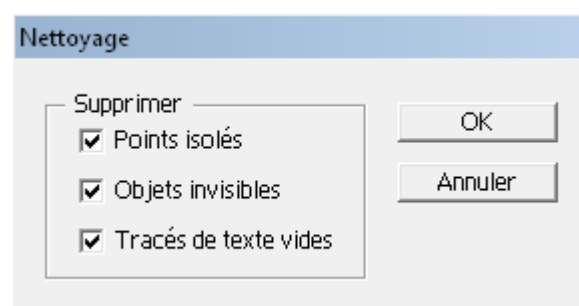 Nettoyage
Supprimer
Points isolés
Objets invisibles
Tracés de texte vides
OK
Annuler